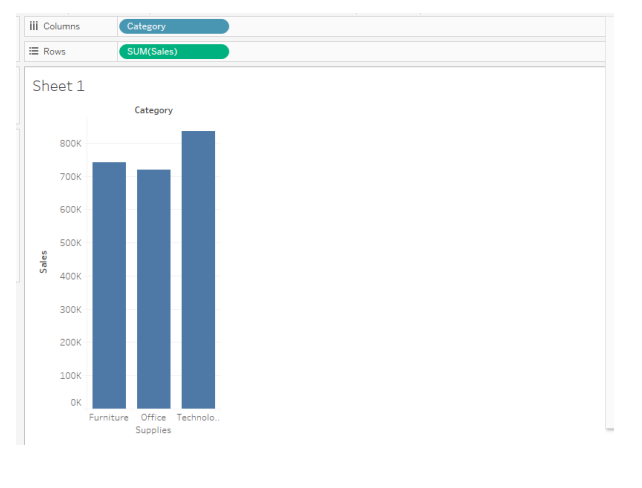 Columns Category
Rows SUM(Sales)
Sheet 1
Category
800K
700K
600K
500K
400K
300K
200K
100K
0K
Sales
Furniture Office Technolo..
Supplies